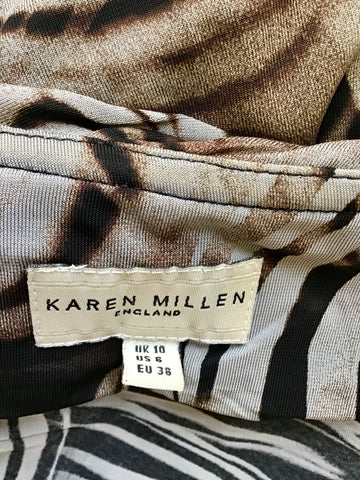 KAREN MILLEN
ENGLAND
UK 10
US 6
EU 38